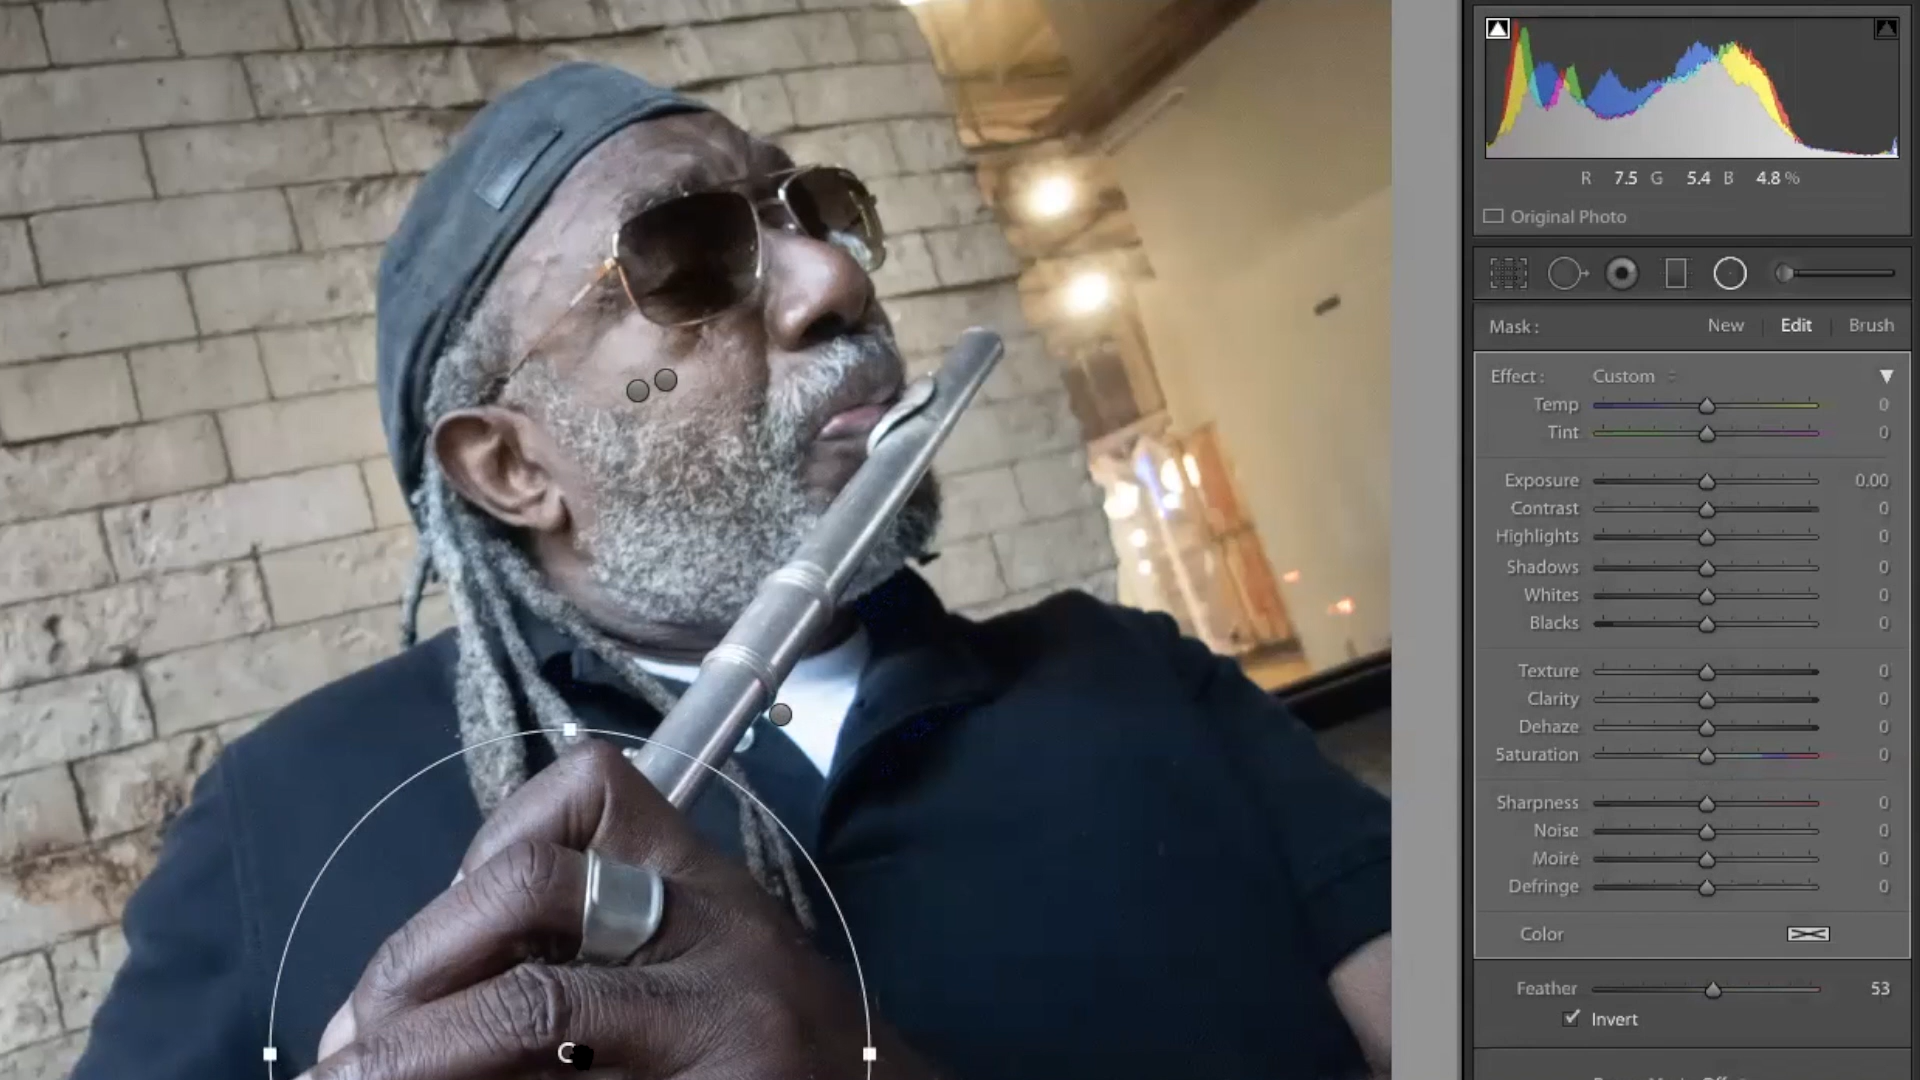 R 7.5 G 5.4 B 4.8 %
Original Photo
Mask : New Edit Brush
Effect : Custom
Temp 0
Tint 0
Exposure 0.00
Contrast 0
Highlights 0
Shadows 0
Whites 0
Blacks 0
Texture 0
Clarity 0
Dehaze 0
Saturation 0
Sharpness 0
Noise 0
Moiré 0
Defringe 0
Color
Feather 53
Invert